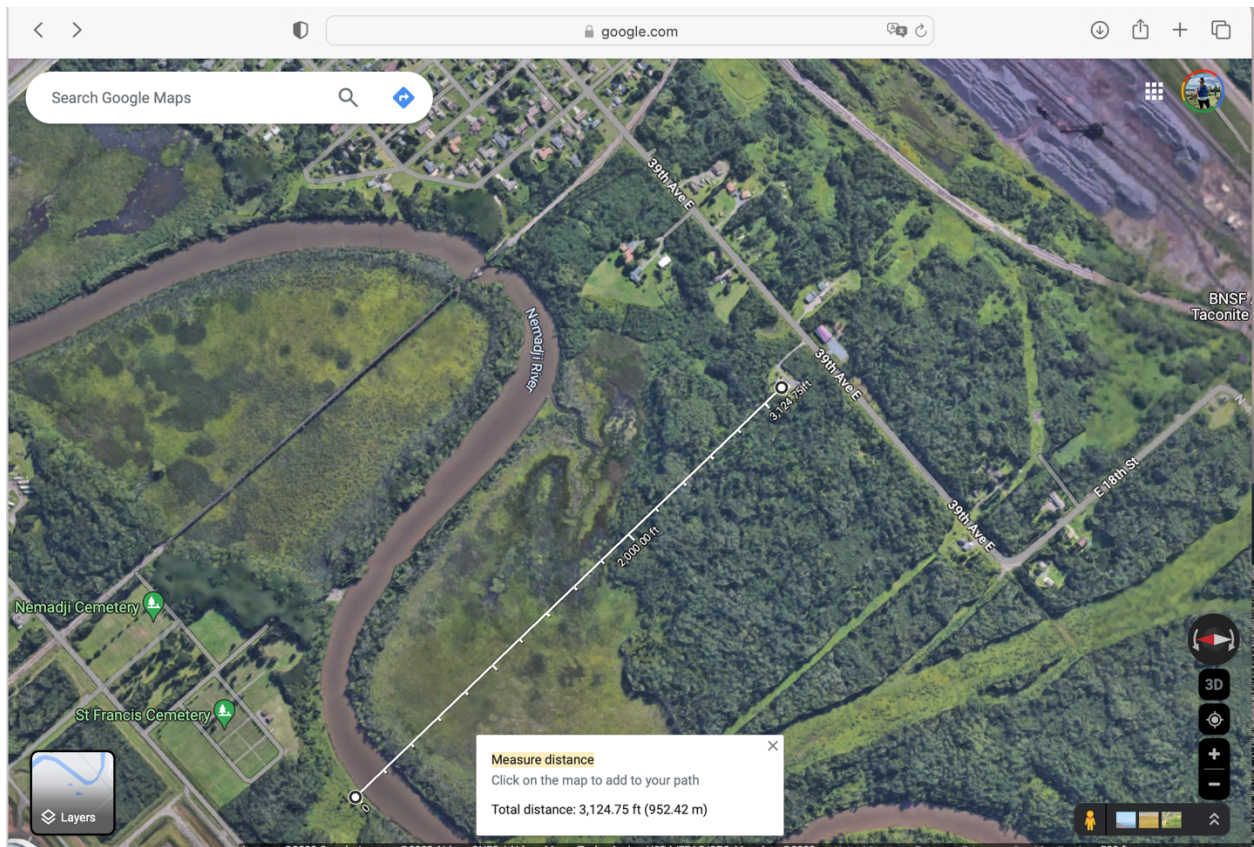 google.com
Search Google Maps
39th Ave E
BNSF
Taconite
Nemadji River
39th Ave E
3,124.75 ft
E 18th St
39th Ave E
2,000.00 ft
Nemadji Cemetery
St Francis Cemetery
3D
Measure distance
Click on the map to add to your path
Total distance: 3,124.75 ft (952.42 m)
0
Layers